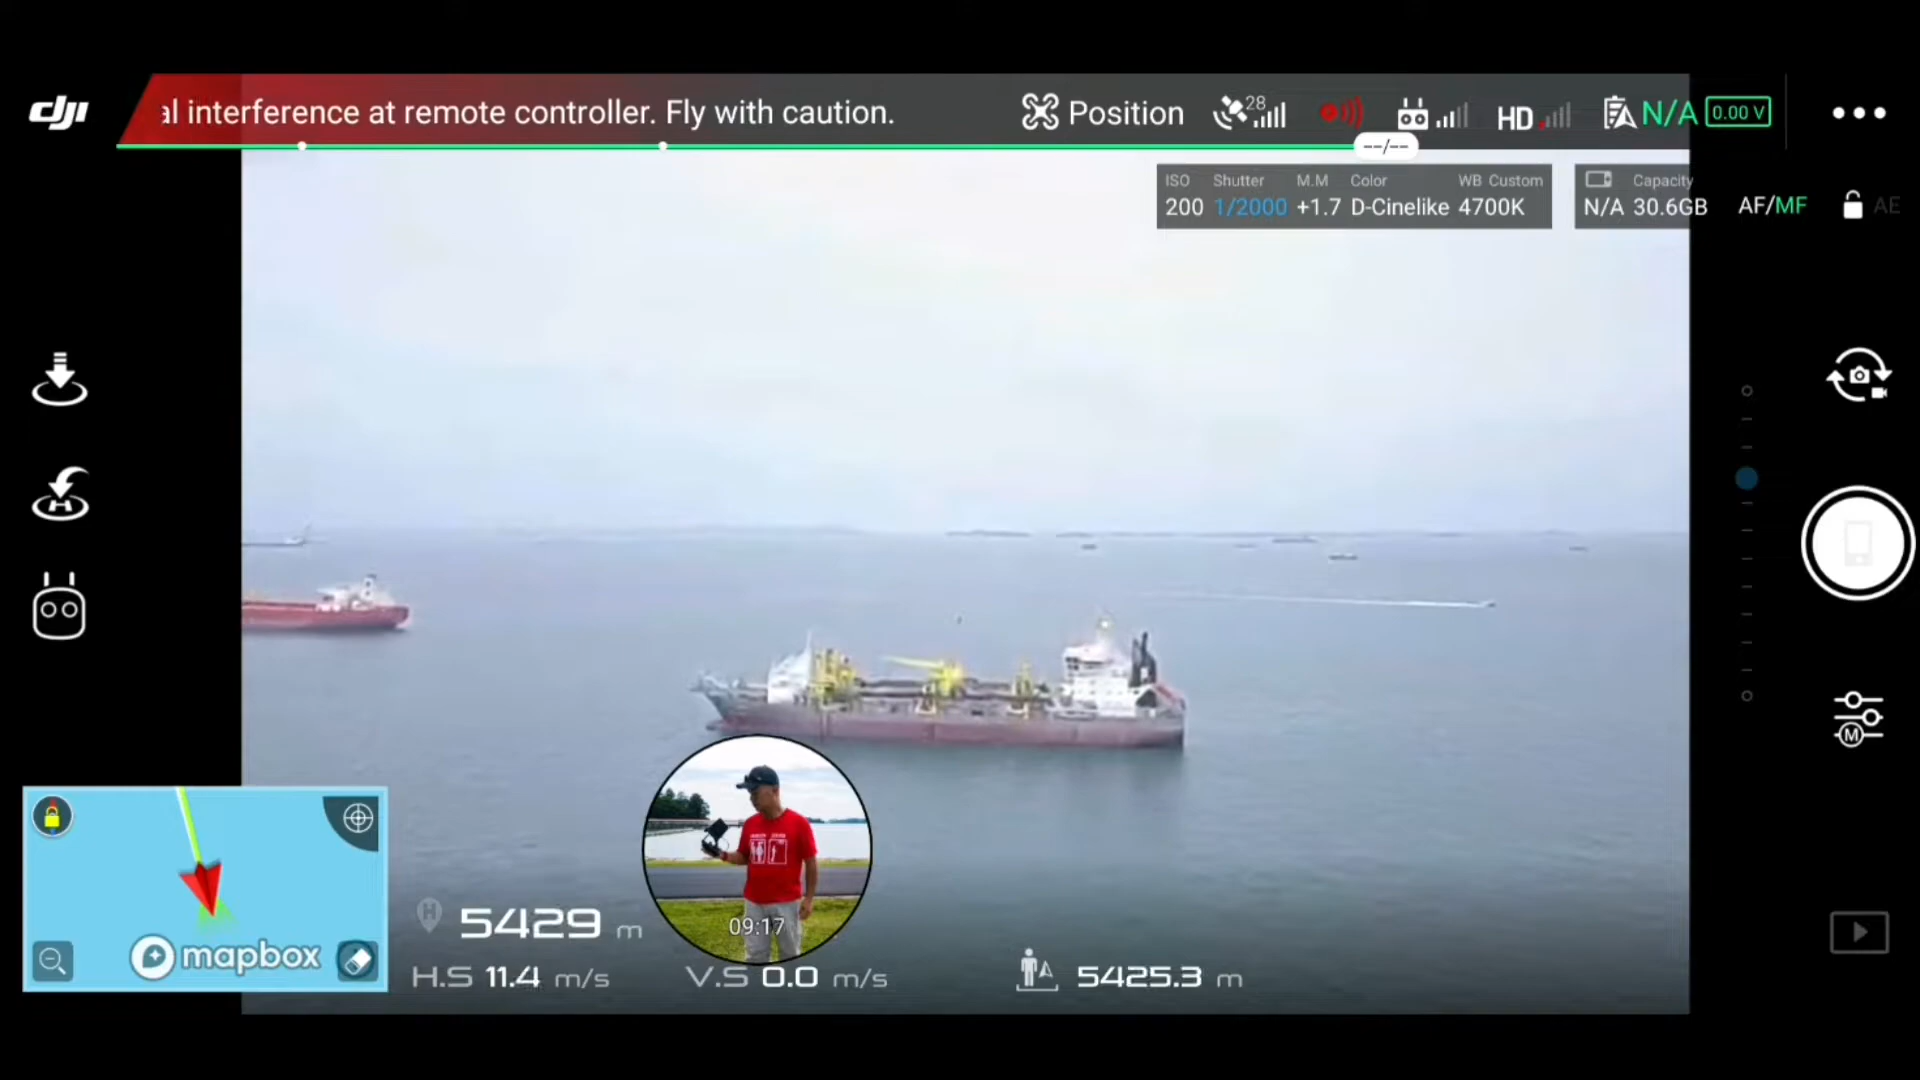 dji
al interference at remote controller. Fly with caution.
Position
28
HD
N/A
0.00 V
--/--
ISO Shutter M.M Color WB Custom
200 1/2000 +1.7 D-Cinelike 4700K
Capacity
N/A 30.6GB
AF/MF
AE
H
M
mapbox
H
5429 m
09:17
H.S 11.4 m/s
V.S 0.0 m/s
5425.3 m